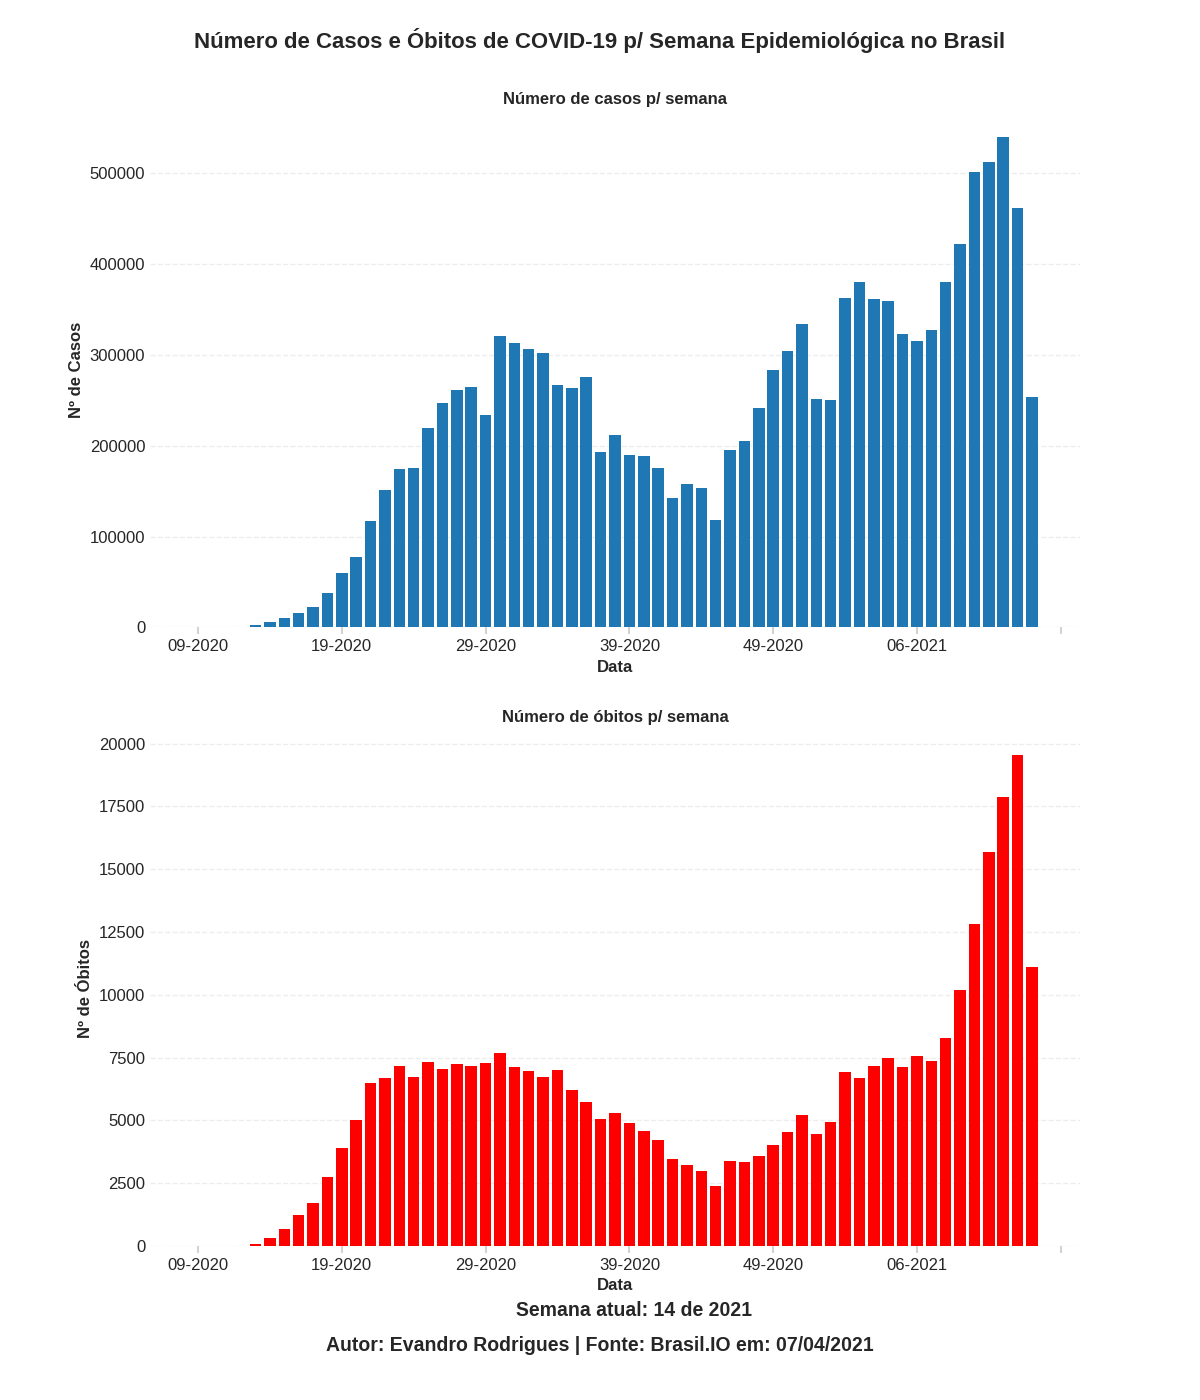 Número de Casos e Óbitos de COVID-19 p/ Semana Epidemiológica no Brasil
Número de casos p/ semana
500000
400000
300000
200000
100000
0
Nº de Casos
09-2020 19-2020 29-2020 39-2020 49-2020 06-2021
Data
Número de óbitos p/ semana
20000
17500
15000
12500
10000
7500
5000
2500
0
Nº de Óbitos
09-2020 19-2020 29-2020 39-2020 49-2020 06-2021
Data
Semana atual: 14 de 2021
Autor: Evandro Rodrigues | Fonte: Brasil.IO em: 07/04/2021